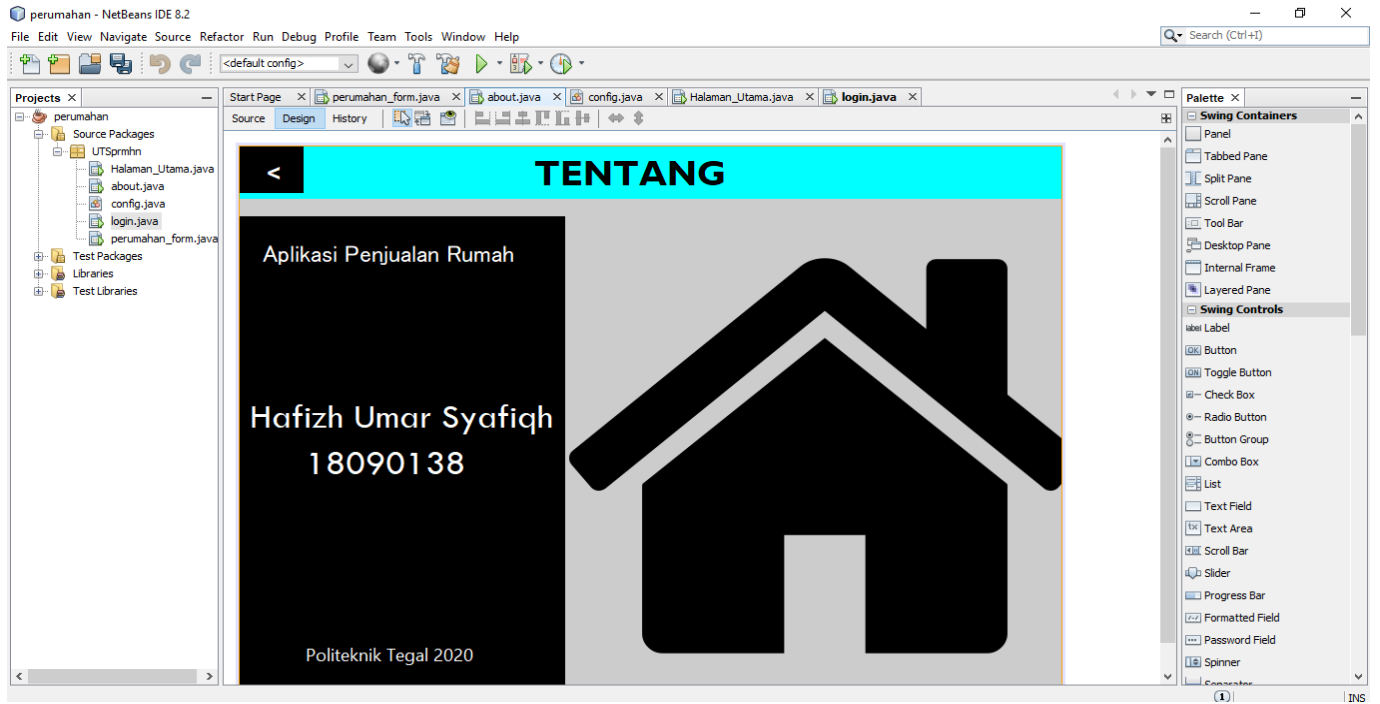 perumahan - NetBeans IDE 8.2
File Edit View Navigate Source Refactor Run Debug Profile Team Tools Window Help
Search (Ctrl+I)
<default config>
Projects
perumahan
Source Packages
UTSprmhn
Halaman_Utama.java
about.java
config.java
login.java
perumahan_form.java
Test Packages
Libraries
Test Libraries
Start Page perumahan_form.java about.java config.java Halaman_Utama.java login.java
Source Design History
< TENTANG
Aplikasi Penjualan Rumah
Hafizh Umar Syafiqh
18090138
Politeknik Tegal 2020
Palette
Swing Containers
Panel
Tabbed Pane
Split Pane
Scroll Pane
Tool Bar
Desktop Pane
Internal Frame
Layered Pane
Swing Controls
label Label
OK Button
ON Toggle Button
Check Box
Radio Button
Button Group
Combo Box
List
Text Field
tx Text Area
Scroll Bar
Slider
Progress Bar
Formatted Field
Password Field
Spinner
Separator
1 INS